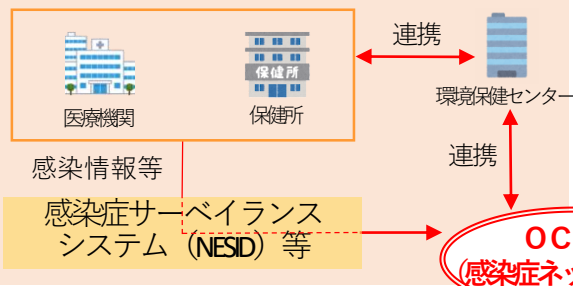 連携
保健所
医療機関
保健所
環境保健センター
感染情報等
連携
感染症サーベイランス
システム（NESID）等
OC
(感染症ネッ